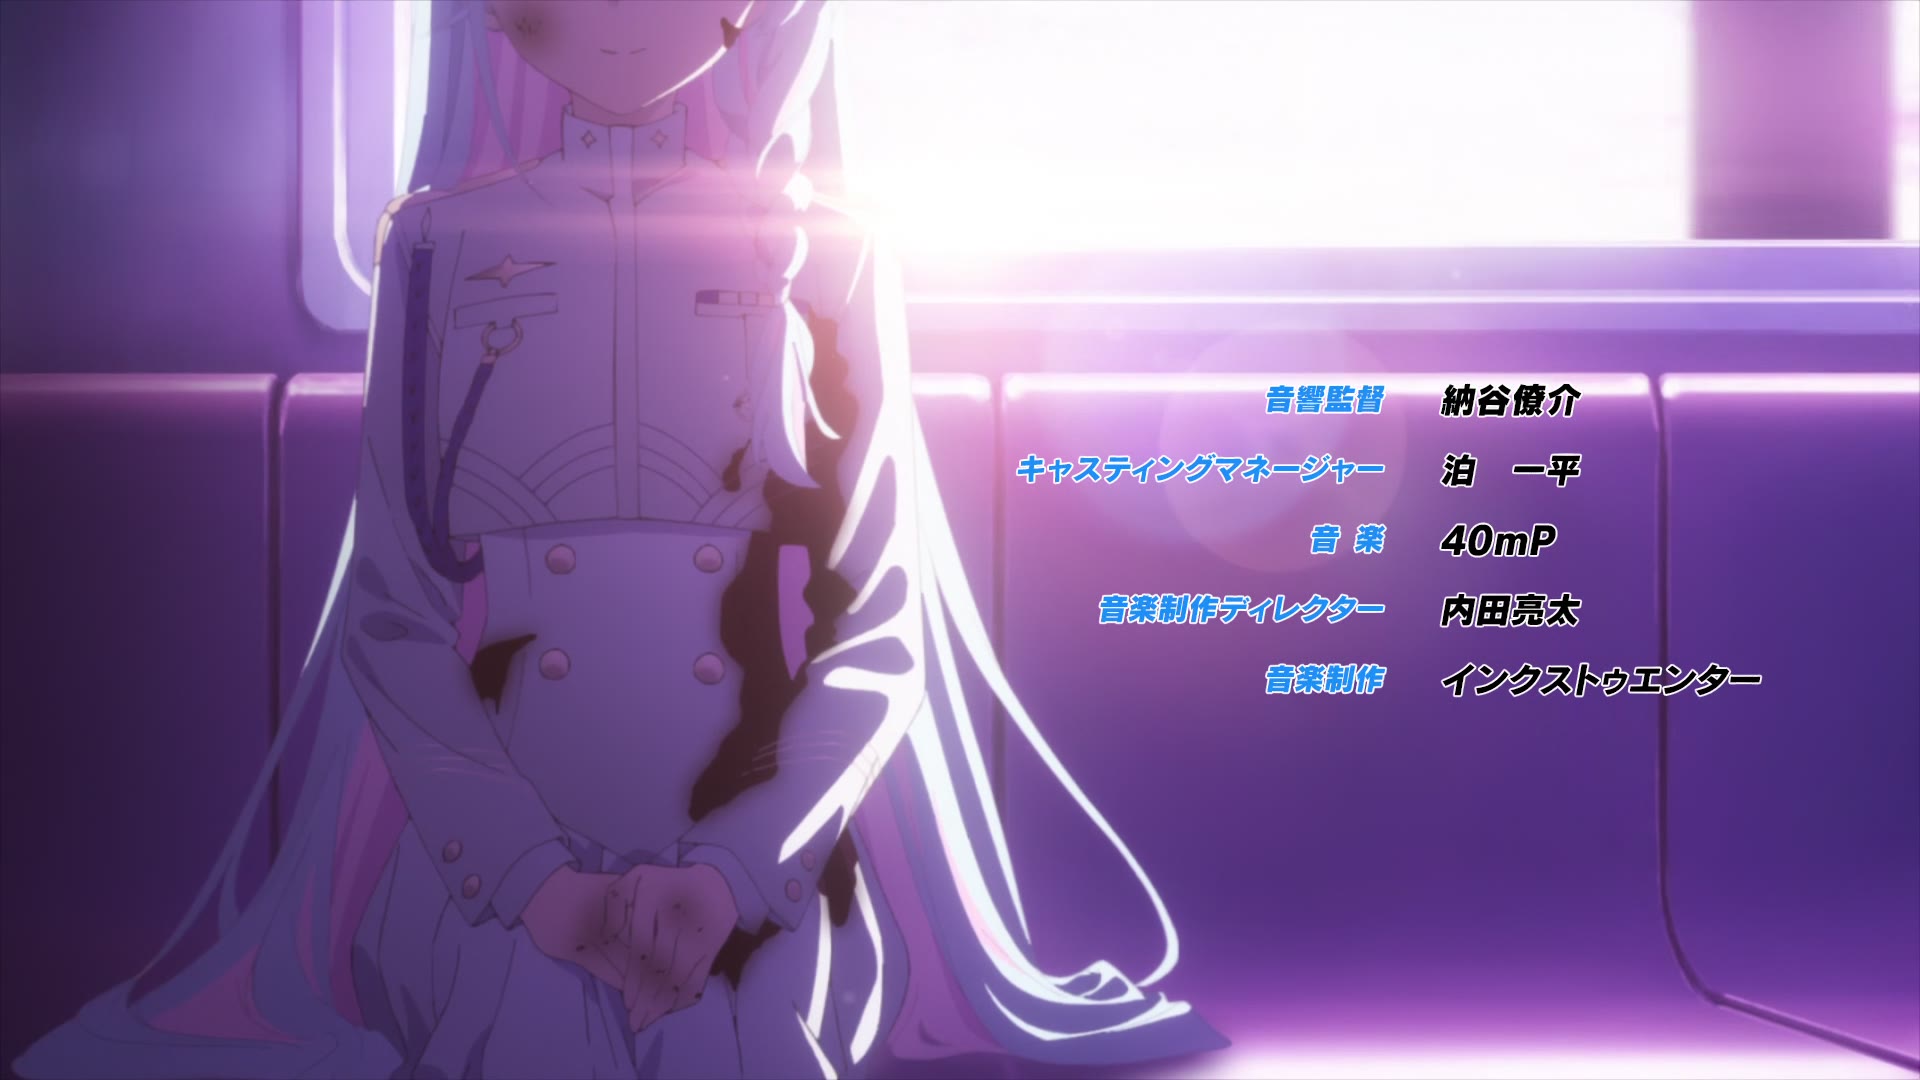 音響監督 納谷僚介
キャスティングマネージャー 泊　一平
音 楽 40mP
音楽制作ディレクター 内田亮太
音楽制作 インクストゥエンター